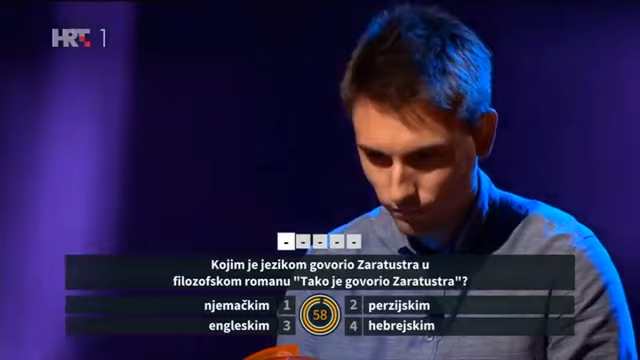 HRT 1
Kojim je jezikom govorio Zaratustra u
filozofskom romanu "Tako je govorio Zaratustra"?
njemačkim 1 2 perzijskim
58
engleskim 3 4 hebrejskim